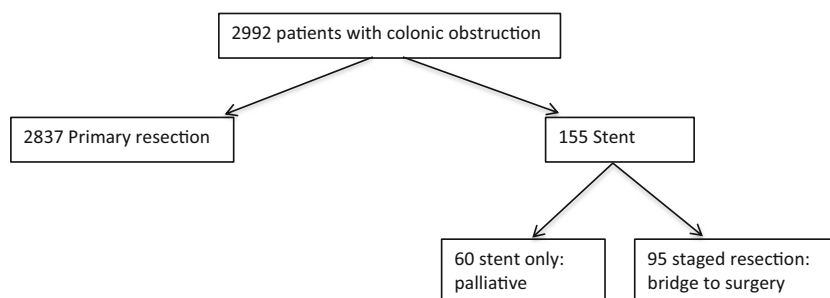 2992 patients with colonic obstruction
2837 Primary resection
155 Stent
60 stent only:
palliative
95 staged resection:
bridge to surgery